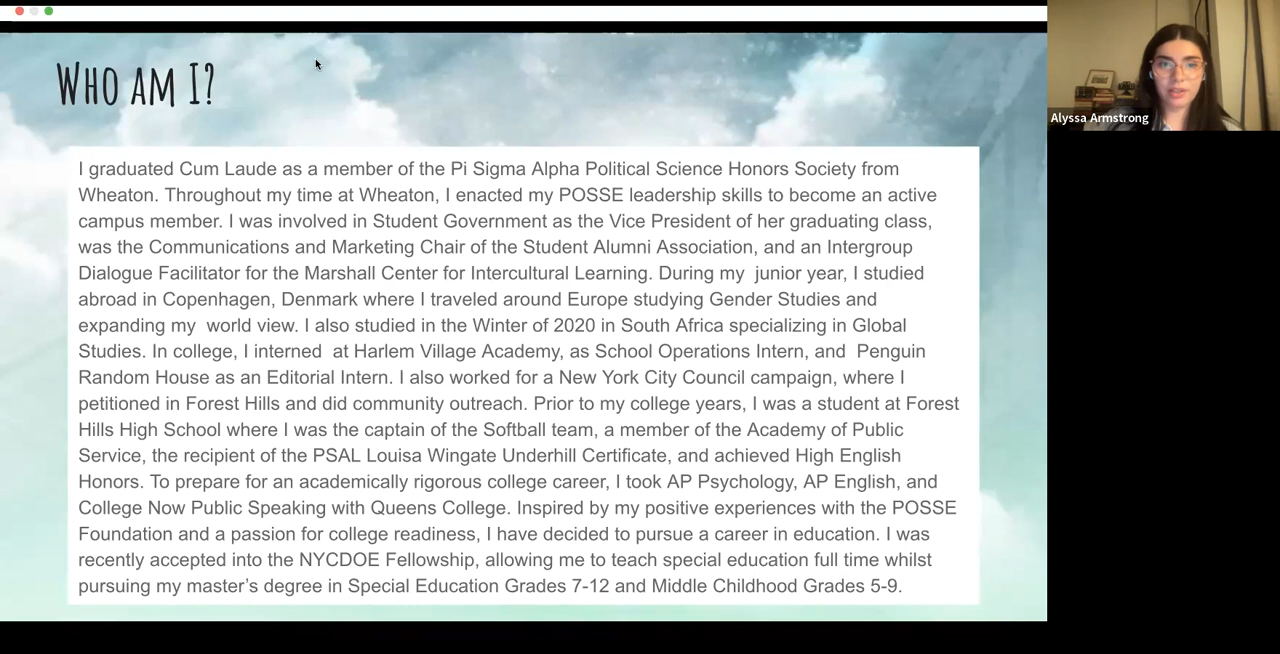 Who am I?
I graduated Cum Laude as a member of the Pi Sigma Alpha Political Science Honors Society from
Wheaton. Throughout my time at Wheaton, I enacted my POSSE leadership skills to become an active
campus member. I was involved in Student Government as the Vice President of her graduating class,
was the Communications and Marketing Chair of the Student Alumni Association, and an Intergroup
Dialogue Facilitator for the Marshall Center for Intercultural Learning. During my  junior year, I studied
abroad in Copenhagen, Denmark where I traveled around Europe studying Gender Studies and
expanding my  world view. I also studied in the Winter of 2020 in South Africa specializing in Global
Studies. In college, I interned  at Harlem Village Academy, as School Operations Intern, and  Penguin
Random House as an Editorial Intern. I also worked for a New York City Council campaign, where I
petitioned in Forest Hills and did community outreach. Prior to my college years, I was a student at Forest
Hills High School where I was the captain of the Softball team, a member of the Academy of Public
Service, the recipient of the PSAL Louisa Wingate Underhill Certificate, and achieved High English
Honors. To prepare for an academically rigorous college career, I took AP Psychology, AP English, and
College Now Public Speaking with Queens College. Inspired by my positive experiences with the POSSE
Foundation and a passion for college readiness, I have decided to pursue a career in education. I was
recently accepted into the NYCDOE Fellowship, allowing me to teach special education full time whilst
pursuing my master’s degree in Special Education Grades 7-12 and Middle Childhood Grades 5-9.
Alyssa Armstrong